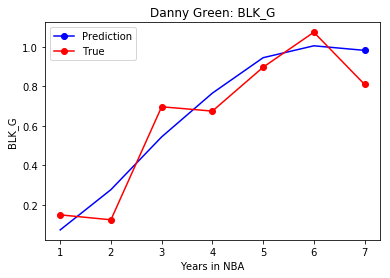 Danny Green: BLK_G
Prediction
True
BLK_G
1.0
0.8
0.6
0.4
0.2
1 2 3 4 5 6 7
Years in NBA